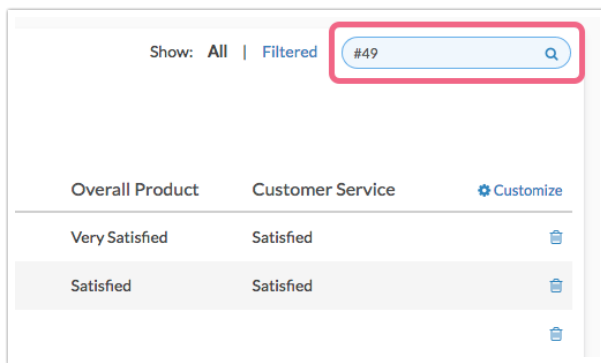 Show: All | Filtered #49
Overall Product Customer Service Customize
Very Satisfied Satisfied
Satisfied Satisfied